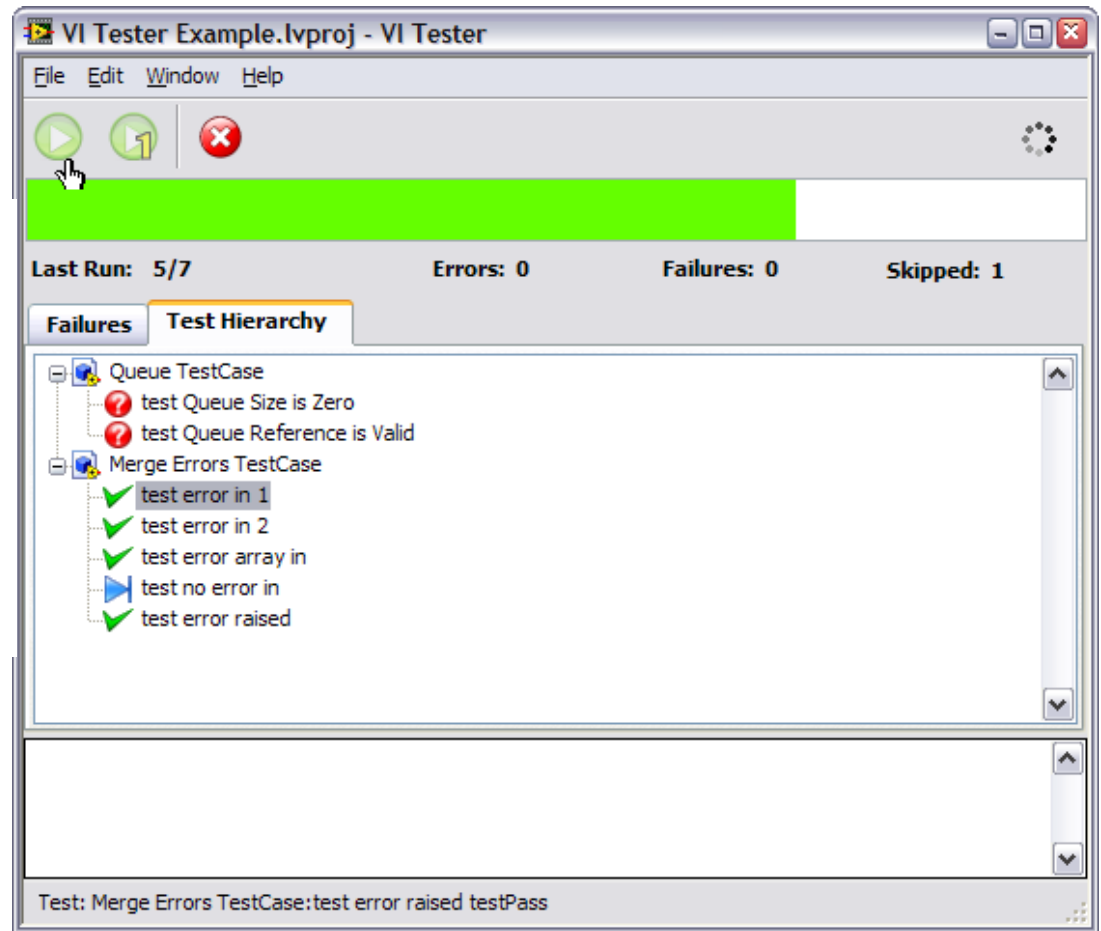 VI Tester Example.lvproj - VI Tester
File Edit Window Help
1
Last Run: 5/7 Errors: 0 Failures: 0 Skipped: 1
Failures Test Hierarchy
Queue TestCase
test Queue Size is Zero
test Queue Reference is Valid
Merge Errors TestCase
test error in 1
test error in 2
test error array in
test no error in
test error raised
Test: Merge Errors TestCase:test error raised testPass